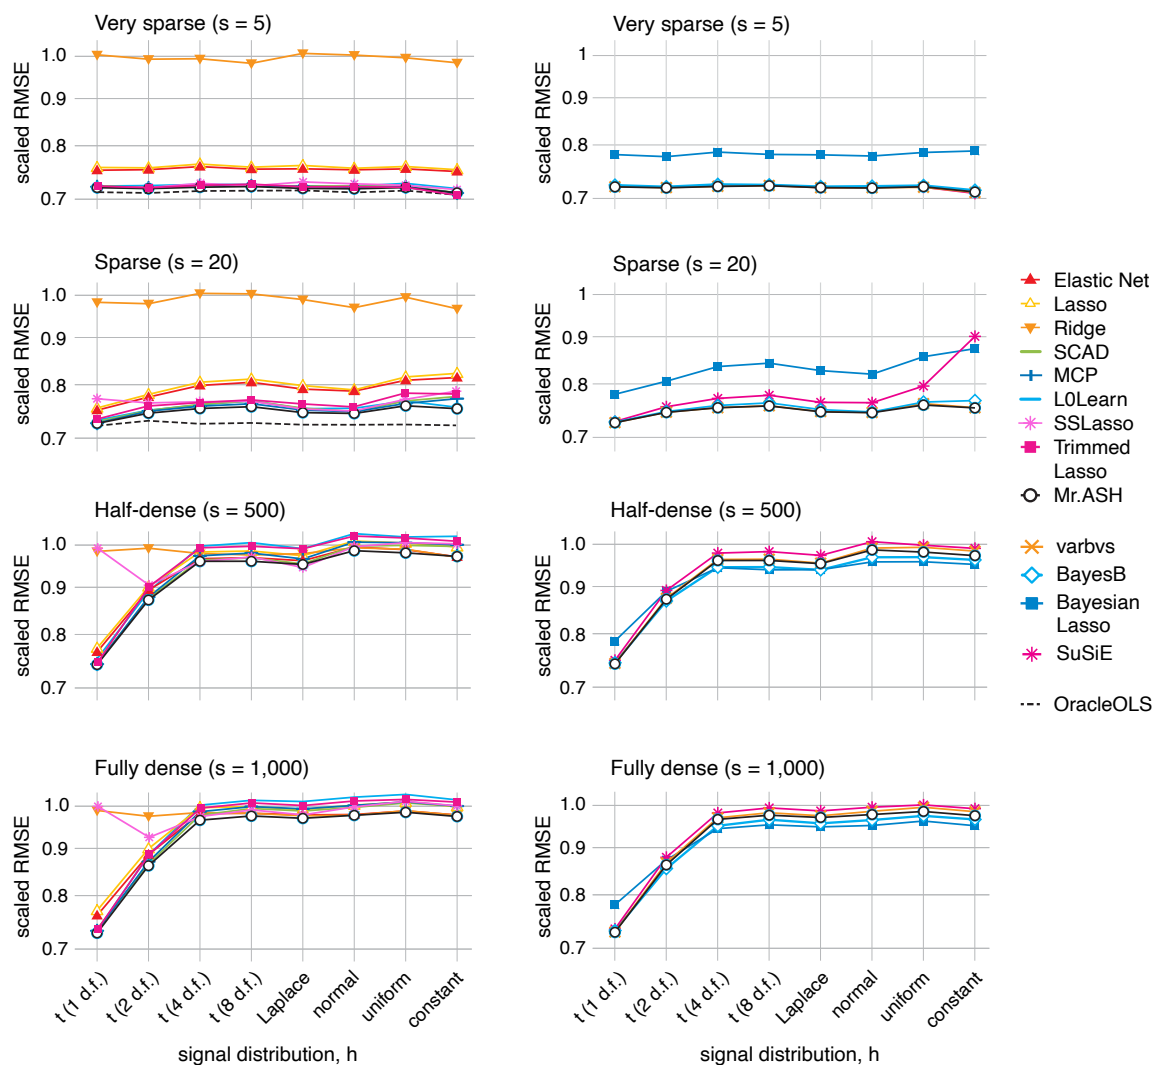 Very sparse (s = 5)
scaled RMSE
1.0
0.9
0.8
0.7
Very sparse (s = 5)
scaled RMSE
1
0.9
0.8
0.7
Sparse (s = 20)
scaled RMSE
1.0
0.9
0.8
0.7
Sparse (s = 20)
scaled RMSE
1
0.9
0.8
0.7
Half-dense (s = 500)
scaled RMSE
1.0
0.9
0.8
0.7
Half-dense (s = 500)
scaled RMSE
1.0
0.9
0.8
0.7
Fully dense (s = 1,000)
scaled RMSE
1.0
0.9
0.8
0.7
t (1 d.f.)
t (2 d.f.)
t (4 d.f.)
t (8 d.f.)
Laplace
normal
uniform
constant
signal distribution, h
Fully dense (s = 1,000)
scaled RMSE
1.0
0.9
0.8
0.7
t (1 d.f.)
t (2 d.f.)
t (4 d.f.)
t (8 d.f.)
Laplace
normal
uniform
constant
signal distribution, h
Elastic Net
Lasso
Ridge
SCAD
MCP
L0Learn
SSLasso
Trimmed
Lasso
Mr.ASH
varbvs
BayesB
Bayesian
Lasso
SuSiE
OracleOLS